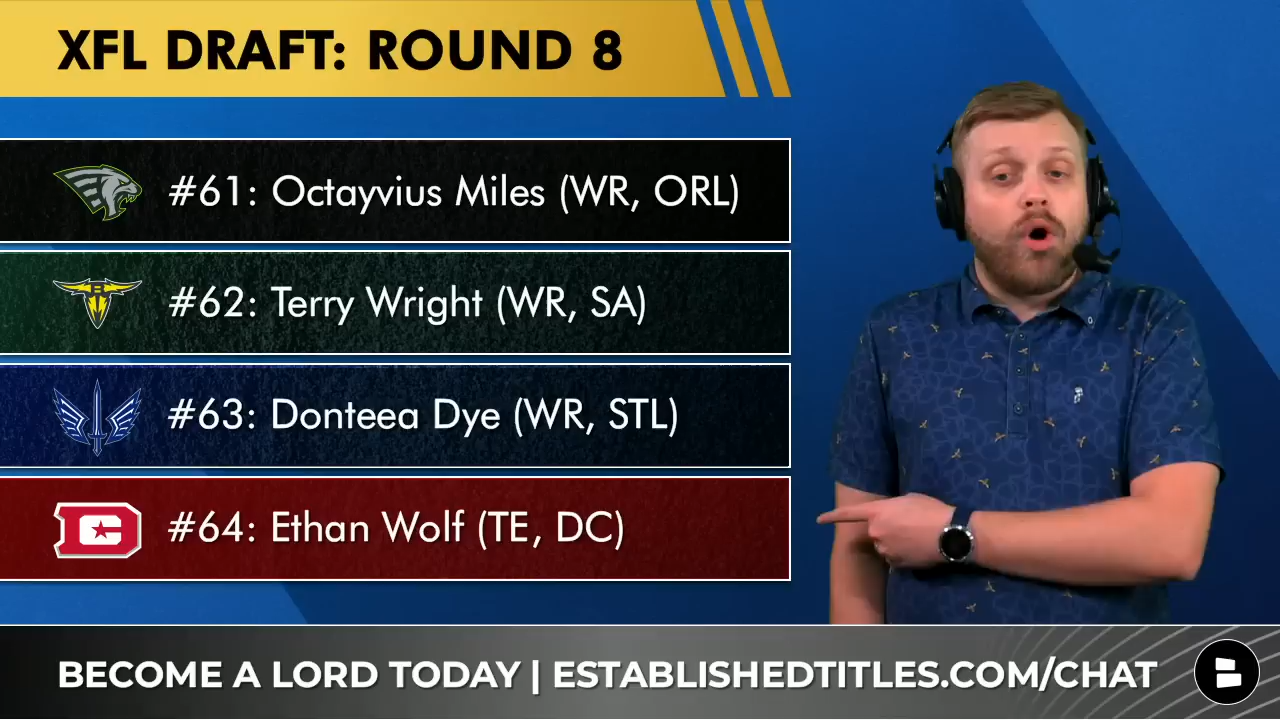 XFL DRAFT: ROUND 8
#61: Octayvius Miles (WR, ORL)
#62: Terry Wright (WR, SA)
#63: Donteea Dye (WR, STL)
#64: Ethan Wolf (TE, DC)
BECOME A LORD TODAY | ESTABLISHEDTITLES.COM/CHAT